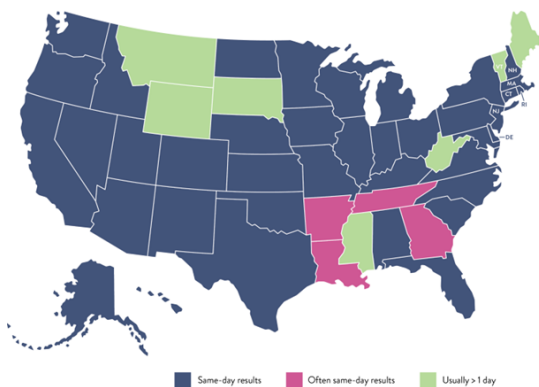 VT
NH
MA
CT
RI
NJ
DE
Same-day results
Often same-day results
Usually > 1 day